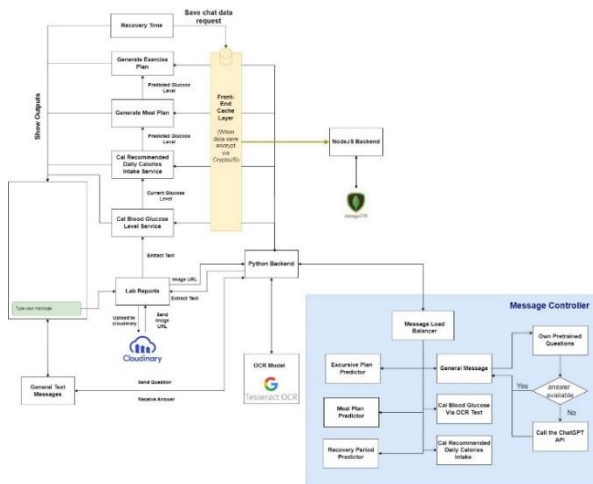 Save chat data
request
Recovery Time
Generate Exercise
Plan
Predicted Glucose
Level
Generate Meal Plan
Predicted Glucose
Level
Cal Recommended
Daily Calories
Intake Service
Current Glucose
Level
Cal Blood Glucose
Level Service
Extract Text
Lab Reports
Show Outputs
Front-
End
Cache
Layer
(When
data save
encrypt
via
NodeJS Backend
mongoDB
Type your message
Image URL
Extract Text
Python Backend
Upload to
cloudinary
Send
Image
URL
Cloudinary
General Text
Messages
Send Question
Receive Answer
OCR Model
Tesseract OCR
Message Controller
Message Load
Balancer
Own Pretrained
Questions
Excursive Plan
Predictor
General Message
Yes
answer
available
No
Meal Plan
Predictor
Cal Blood Glucose
Via OCR Text
Call the ChatGPT
API
Recovery Period
Predictor
Cal Recommended
Daily Calories
Intake